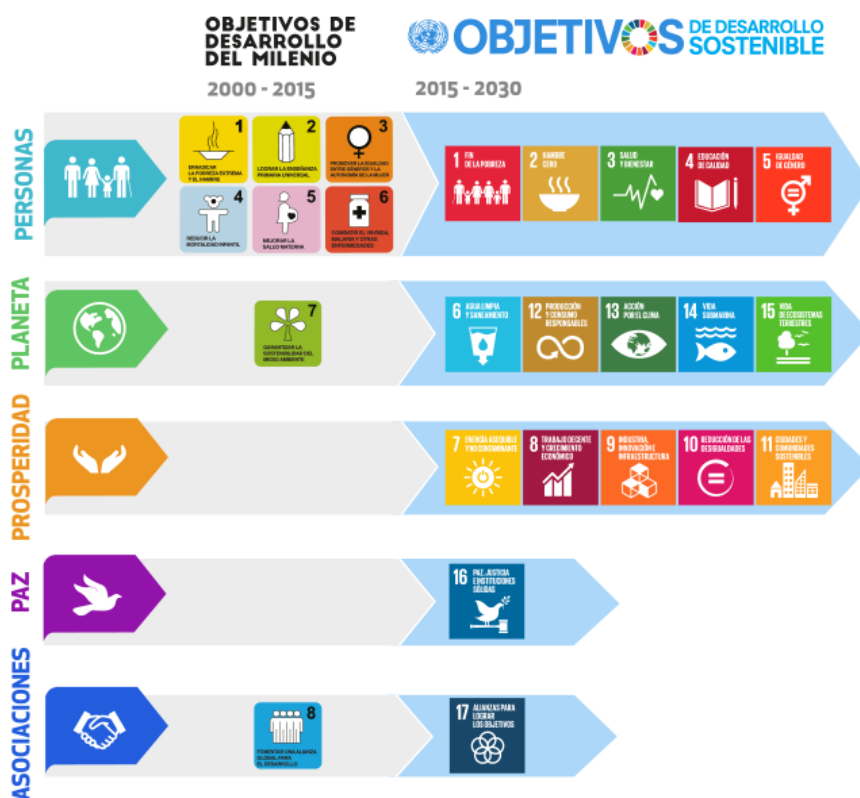 OBJETIVOS DE
DESARROLLO
DEL MILENIO
2000 - 2015
OBJETIVOS DE DESARROLLO
SOSTENIBLE
2015 - 2030
PERSONAS
1
ERRADICAR
LA POBREZA EXTREMA
Y EL HAMBRE
2
LOGRAR LA ENSEÑANZA
PRIMARIA UNIVERSAL
3
PROMOVER LA IGUALDAD
ENTRE GÉNEROS Y LA
AUTONOMÍA DE LA MUJER
4
REDUCIR LA
MORTALIDAD INFANTIL
5
MEJORAR LA
SALUD MATERNA
6
COMBATIR EL VIH/SIDA,
MALARIA Y OTRAS
ENFERMEDADES
1 FIN
DE LA POBREZA
2 HAMBRE
CERO
3 SALUD
Y BIENESTAR
4 EDUCACIÓN
DE CALIDAD
5 IGUALDAD
DE GÉNERO
PLANETA
7
GARANTIZAR LA
SOSTENIBILIDAD DEL
MEDIO AMBIENTE
6 AGUA LIMPIA
Y SANEAMIENTO
12 PRODUCCIÓN
Y CONSUMO
RESPONSABLES
13 ACCIÓN
POR EL CLIMA
14 VIDA
SUBMARINA
15 VIDA
DE ECOSISTEMAS
TERRESTRES
PROSPERIDAD
7 ENERGÍA ASEQUIBLE
Y NO CONTAMINANTE
8 TRABAJO DECENTE
Y CRECIMIENTO
ECONÓMICO
9 INDUSTRIA,
INNOVACIÓN E
INFRAESTRUCTURA
10 REDUCCIÓN DE LAS
DESIGUALDADES
11 CIUDADES Y
COMUNIDADES
SOSTENIBLES
PAZ
16 PAZ, JUSTICIA
E INSTITUCIONES
SÓLIDAS
ASOCIACIONES
8
FOMENTAR UNA ALIANZA
GLOBAL PARA
EL DESARROLLO
17 ALIANZAS PARA
LOGRAR
LOS OBJETIVOS